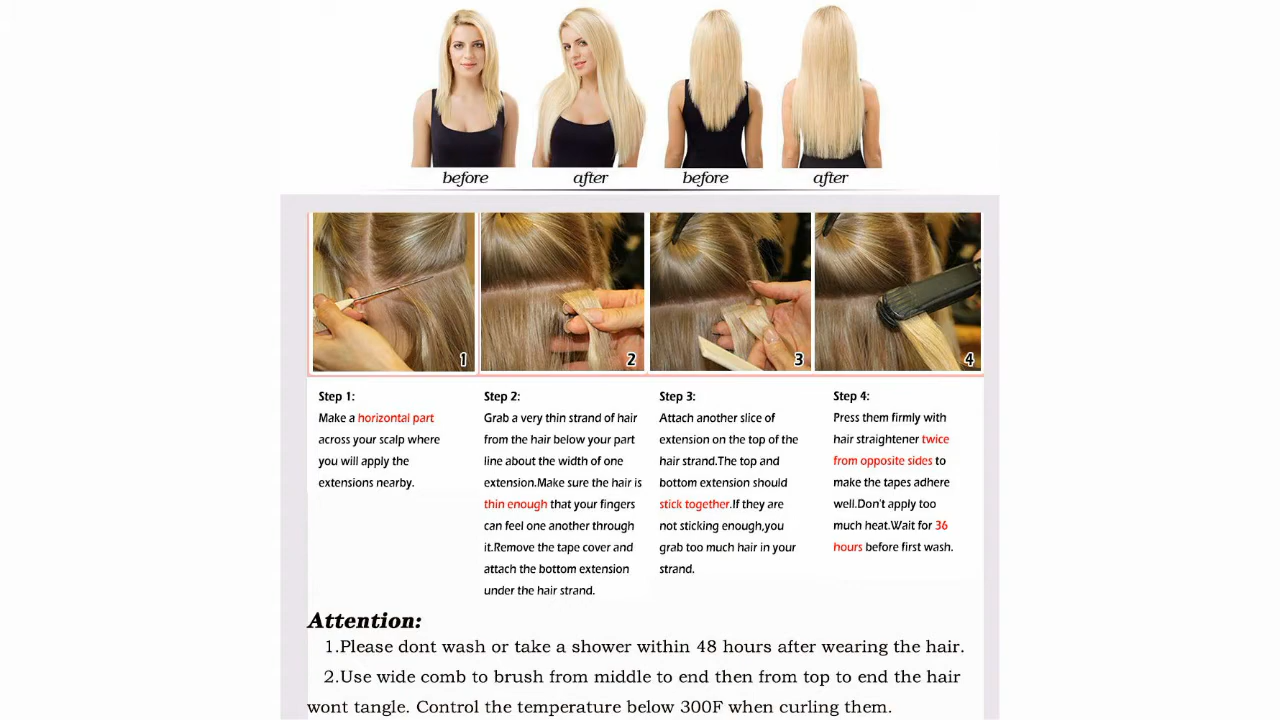 before
after
before
after
1
2
3
4
Step 1:
Make a horizontal part
across your scalp where
you will apply the
extensions nearby.
Step 2:
Grab a very thin strand of hair
from the hair below your part
line about the width of one
extension.Make sure the hair is
thin enough that your fingers
can feel one another through
it.Remove the tape cover and
attach the bottom extension
under the hair strand.
Step 3:
Attach another slice of
extension on the top of the
hair strand.The top and
bottom extension should
stick together.If they are
not sticking enough,you
grab too much hair in your
strand.
Step 4:
Press them firmly with
hair straightener twice
from opposite sides to
make the tapes adhere
well.Don't apply too
much heat.Wait for 36
hours before first wash.
Attention:
1.Please dont wash or take a shower within 48 hours after wearing the hair.
2.Use wide comb to brush from middle to end then from top to end the hair
wont tangle. Control the temperature below 300F when curling them.